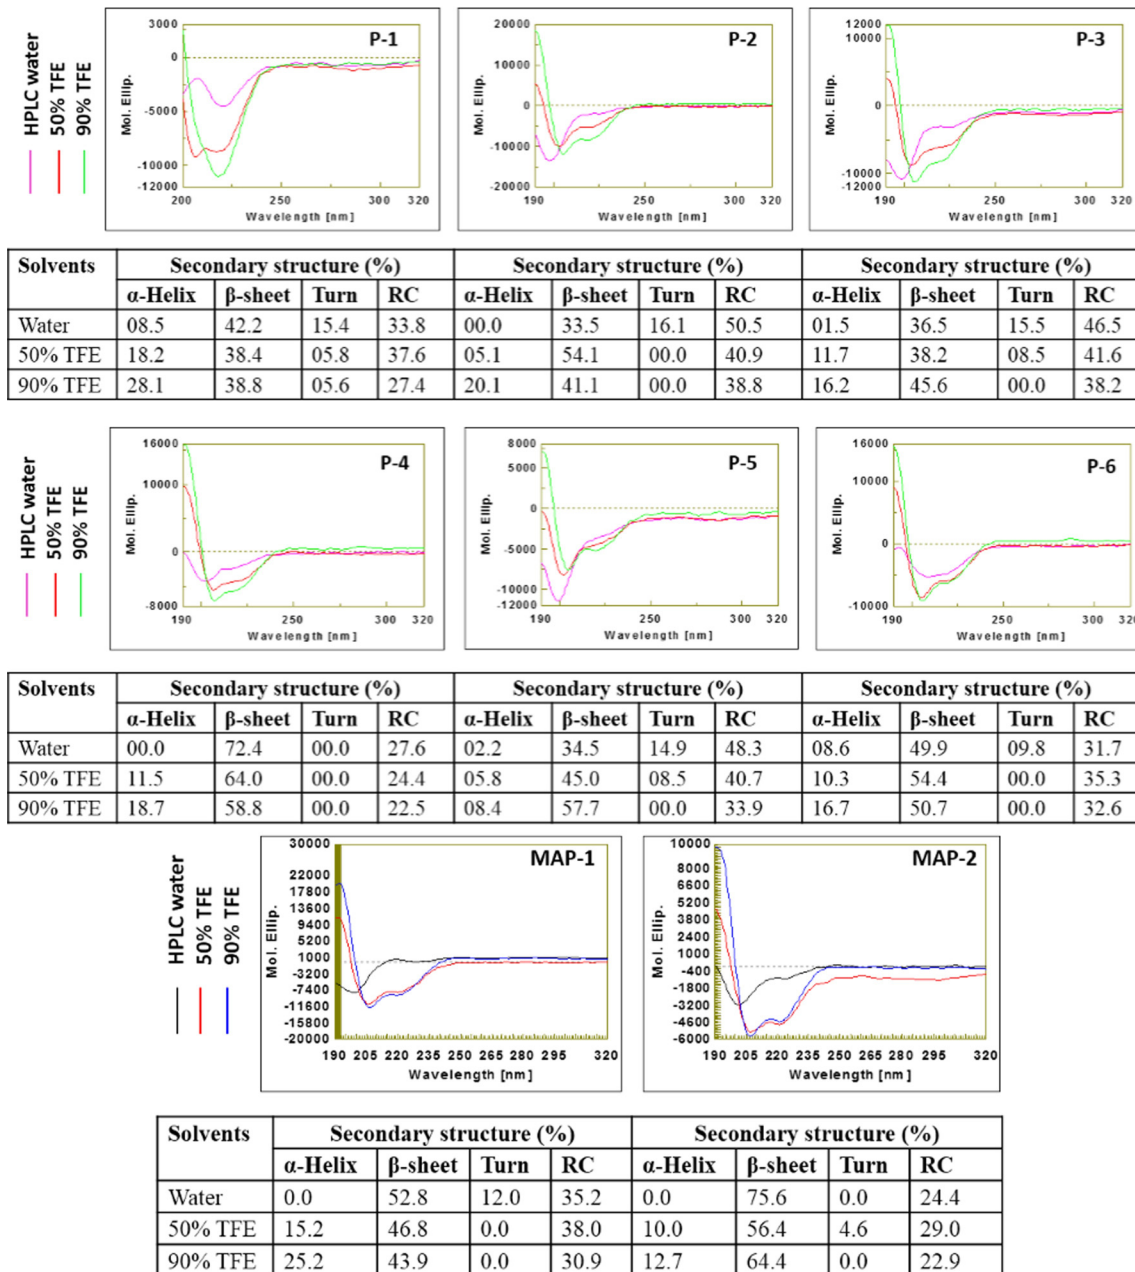 HPLC water
50% TFE
90% TFE
P-1
3000
0
-5000
-10000
-12000
Mol. Ellip.
200
250
300
320
Wavelength [nm]
P-2
20000
10000
0
-10000
-20000
Mol. Ellip.
190
250
300
320
Wavelength [nm]
P-3
12000
10000
0
-10000
-12000
Mol. Ellip.
190
250
300
320
Wavelength [nm]
Solvents Secondary structure (%) Secondary structure (%) Secondary structure (%)
α-Helix β-sheet Turn RC α-Helix β-sheet Turn RC α-Helix β-sheet Turn RC
Water 08.5 42.2 15.4 33.8 00.0 33.5 16.1 50.5 01.5 36.5 15.5 46.5
50% TFE 18.2 38.4 05.8 37.6 05.1 54.1 00.0 40.9 11.7 38.2 08.5 41.6
90% TFE 28.1 38.8 05.6 27.4 20.1 41.1 00.0 38.8 16.2 45.6 00.0 38.2
HPLC water
50% TFE
90% TFE
P-4
16000
10000
0
-8000
Mol. Ellip.
190
250
300
320
Wavelength [nm]
P-5
8000
5000
0
-5000
-10000
-12000
Mol. Ellip.
190
250
300
320
Wavelength [nm]
P-6
16000
10000
0
-10000
Mol. Ellip.
190
250
300
320
Wavelength [nm]
Solvents Secondary structure (%) Secondary structure (%) Secondary structure (%)
α-Helix β-sheet Turn RC α-Helix β-sheet Turn RC α-Helix β-sheet Turn RC
Water 00.0 72.4 00.0 27.6 02.2 34.5 14.9 48.3 08.6 49.9 09.8 31.7
50% TFE 11.5 64.0 00.0 24.4 05.8 45.0 08.5 40.7 10.3 54.4 00.0 35.3
90% TFE 18.7 58.8 00.0 22.5 08.4 57.7 00.0 33.9 16.7 50.7 00.0 32.6
HPLC water
50% TFE
90% TFE
MAP-1
30000
22000
17800
13600
9400
5200
1000
-3200
-7400
-11600
-15800
-20000
Mol. Ellip.
190 205 220 235 250 265 280 295 320
Wavelength [nm]
MAP-2
10000
8000
6600
5200
3800
2400
1000
-400
-1800
-3200
-4600
-6000
Mol. Ellip.
190 205 220 235 250 265 280 295 320
Wavelength [nm]
Solvents Secondary structure (%) Secondary structure (%)
α-Helix β-sheet Turn RC α-Helix β-sheet Turn RC
Water 0.0 52.8 12.0 35.2 0.0 75.6 0.0 24.4
50% TFE 15.2 46.8 0.0 38.0 10.0 56.4 4.6 29.0
90% TFE 25.2 43.9 0.0 30.9 12.7 64.4 0.0 22.9